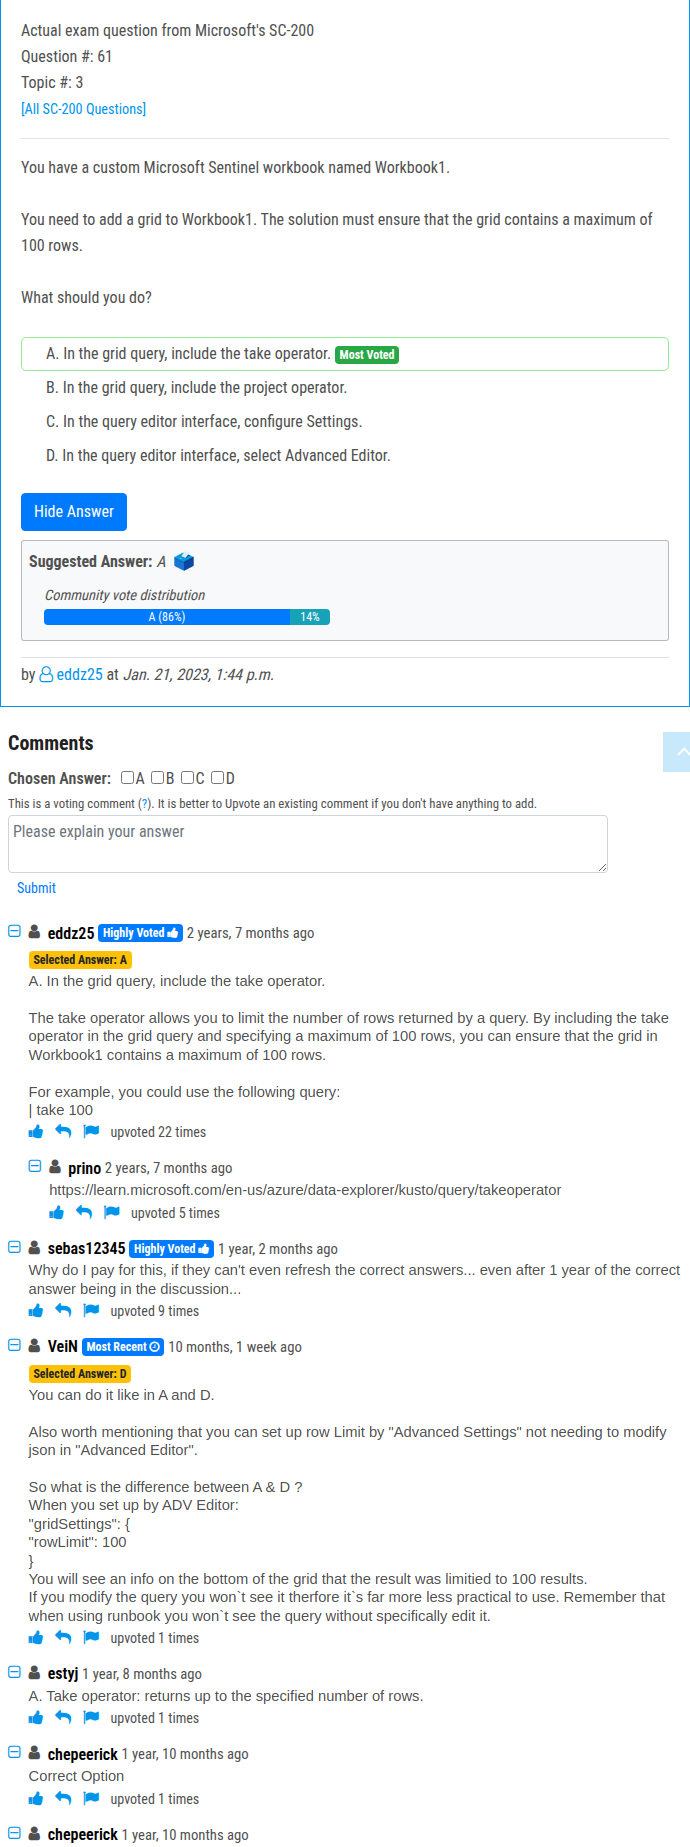 Actual exam question from Microsoft's SC-200
Question #: 61
Topic #: 3
[All SC-200 Questions]
You have a custom Microsoft Sentinel workbook named Workbook1.
You need to add a grid to Workbook1. The solution must ensure that the grid contains a maximum of
100 rows.
What should you do?
A. In the grid query, include the take operator. Most Voted
B. In the grid query, include the project operator.
C. In the query editor interface, configure Settings.
D. In the query editor interface, select Advanced Editor.
Hide Answer
Suggested Answer: A
Community vote distribution
A (86%) 14%
by eddz25 at Jan. 21, 2023, 1:44 p.m.
Comments
Chosen Answer: A B C D
This is a voting comment (?). It is better to Upvote an existing comment if you don't have anything to add.
Please explain your answer
Submit
eddz25 Highly Voted 2 years, 7 months ago
Selected Answer: A
A. In the grid query, include the take operator.
The take operator allows you to limit the number of rows returned by a query. By including the take
operator in the grid query and specifying a maximum of 100 rows, you can ensure that the grid in
Workbook1 contains a maximum of 100 rows.
For example, you could use the following query:
| take 100
upvoted 22 times
prino 2 years, 7 months ago
https://learn.microsoft.com/en-us/azure/data-explorer/kusto/query/takeoperator
upvoted 5 times
sebas12345 Highly Voted 1 year, 2 months ago
Why do I pay for this, if they can't even refresh the correct answers... even after 1 year of the correct
answer being in the discussion...
upvoted 9 times
VeiN Most Recent 10 months, 1 week ago
Selected Answer: D
You can do it like in A and D.
Also worth mentioning that you can set up row Limit by "Advanced Settings" not needing to modify
json in "Advanced Editor".
So what is the difference between A & D ?
When you set up by ADV Editor:
"gridSettings": {
"rowLimit": 100
}
You will see an info on the bottom of the grid that the result was limitied to 100 results.
If you modify the query you won`t see it therfore it`s far more less practical to use. Remember that
when using runbook you won`t see the query without specifically edit it.
upvoted 1 times
estyj 1 year, 8 months ago
A. Take operator: returns up to the specified number of rows.
upvoted 1 times
chepeerick 1 year, 10 months ago
Correct Option
upvoted 1 times
chepeerick 1 year, 10 months ago